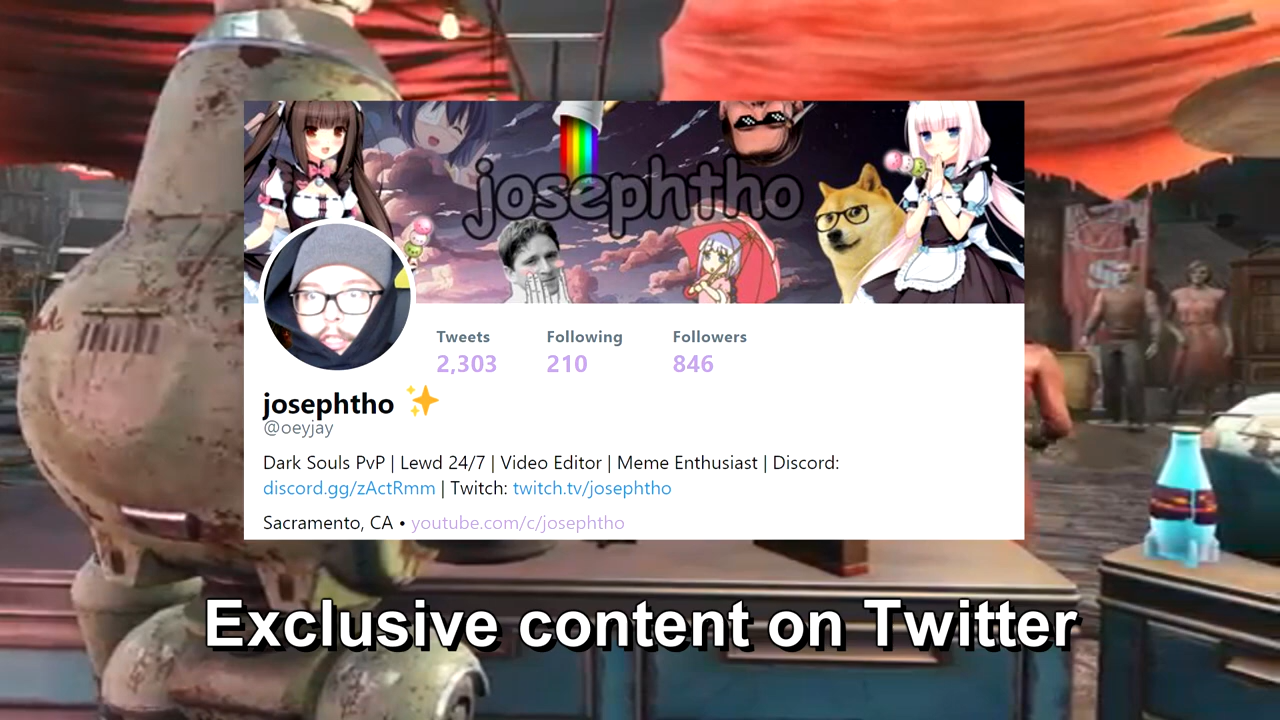 josephtho
Tweets Following Followers
2,303 210 846
josephtho ✨
@oeyjay
Dark Souls PvP | Lewd 24/7 | Video Editor | Meme Enthusiast | Discord:
discord.gg/zActRmm | Twitch: twitch.tv/josephtho
Sacramento, CA • youtube.com/c/josephtho
Exclusive content on Twitter